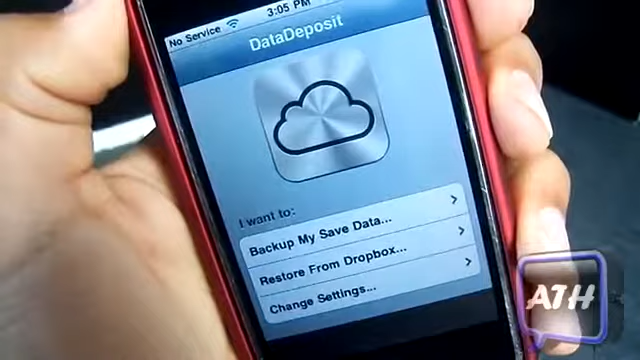 No Service 3:05 PM
DataDeposit
I want to:
Backup My Save Data...
Restore From Dropbox...
Change Settings...
ATH